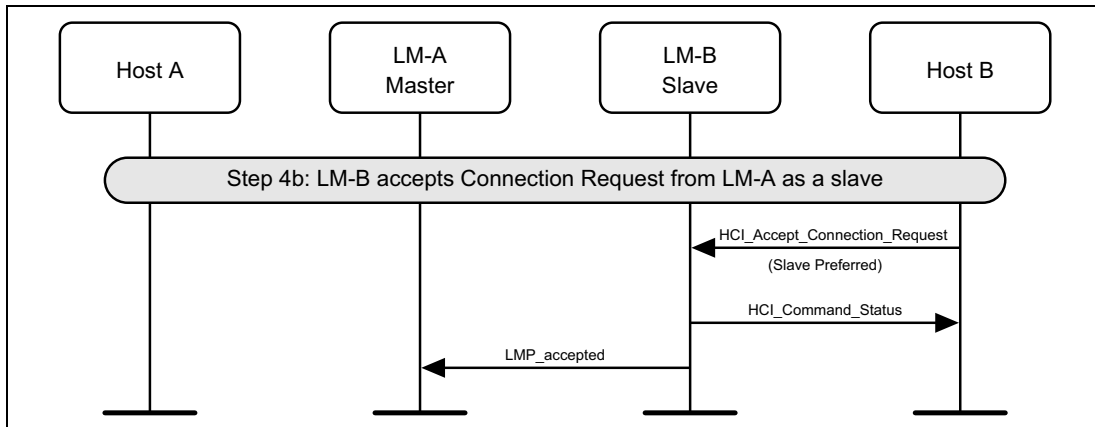 Host A
LM-A
Master
LM-B
Slave
Host B
Step 4b: LM-B accepts Connection Request from LM-A as a slave
HCI_Accept_Connection_Request
(Slave Preferred)
HCI_Command_Status
LMP_accepted